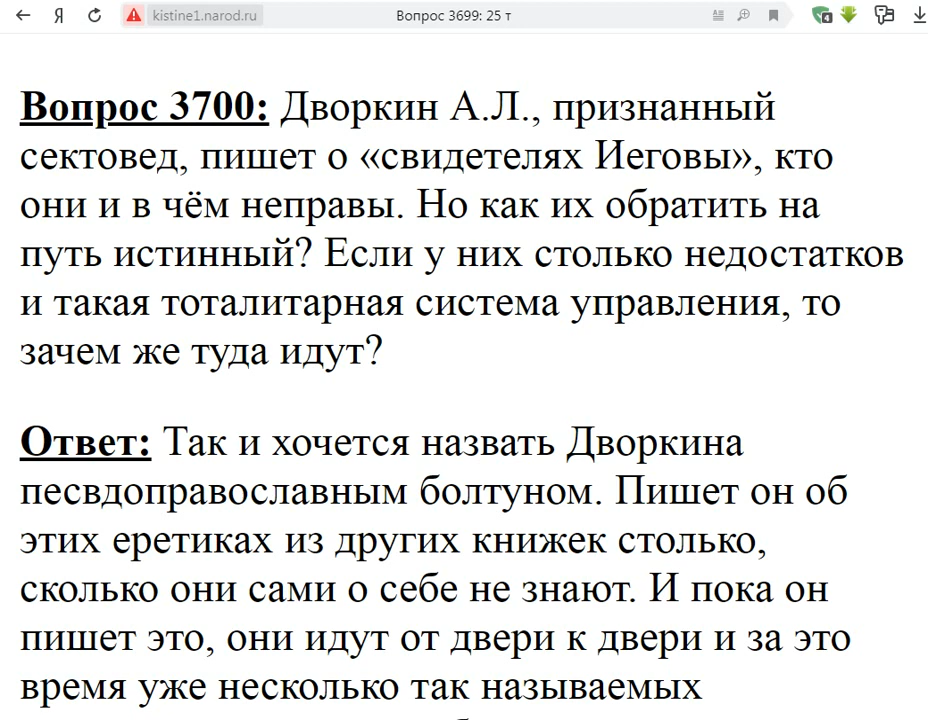 kistine1.narod.ru
Вопрос 3699: 25 т
4
Вопрос 3700: Дворкин А.Л., признанный
сектовед, пишет о «свидетелях Иеговы», кто
они и в чём неправы. Но как их обратить на
путь истинный? Если у них столько недостатков
и такая тоталитарная система управления, то
зачем же туда идут?
Ответ: Так и хочется назвать Дворкина
песвдоправославным болтуном. Пишет он об
этих еретиках из других книжек столько,
сколько они сами о себе не знают. И пока он
пишет это, они идут от двери к двери и за это
время уже несколько так называемых